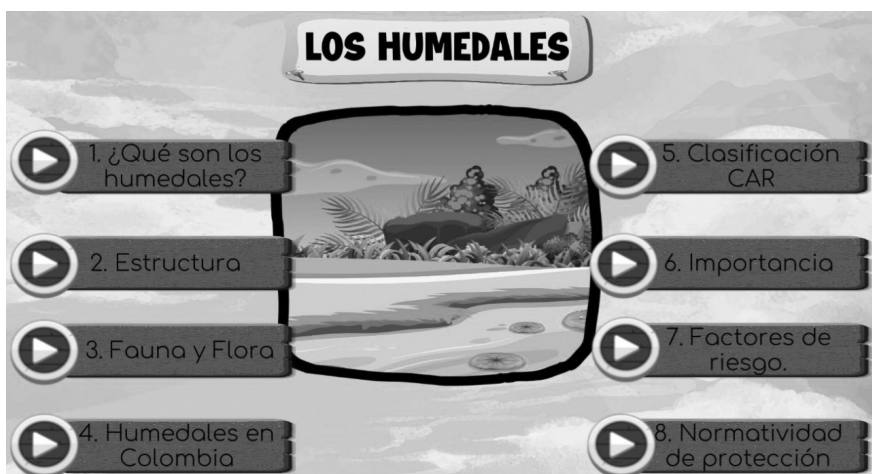 LOS HUMEDALES
1. ¿Qué son los
humedales?
2. Estructura
3. Fauna y Flora
4. Humedales en
Colombia
5. Clasificación
CAR
6. Importancia
7. Factores de
riesgo.
8. Normatividad
de protección